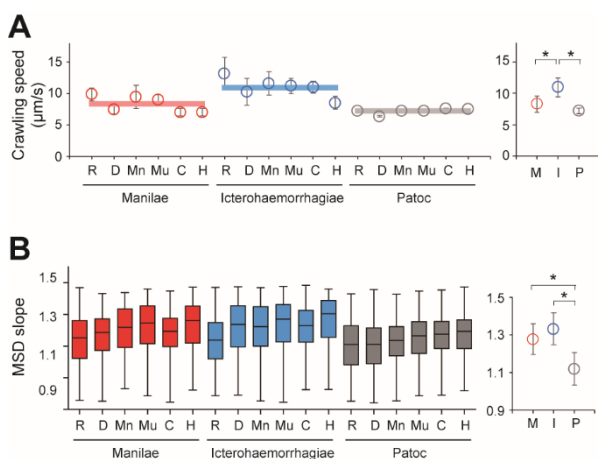 A
Crawling speed
(µm/s)
15
10
5
0
R D Mn Mu C H R D Mn Mu C H R D Mn Mu C H
Manilae Icterohaemorrhagiae Patoc
* *
15
10
5
0
M I P
B
MSD slope
1.5
1.3
1.1
0.9
R D Mn Mu C H R D Mn Mu C H R D Mn Mu C H
Manilae Icterohaemorrhagiae Patoc
*
*
1.5
1.3
1.1
0.9
M I P